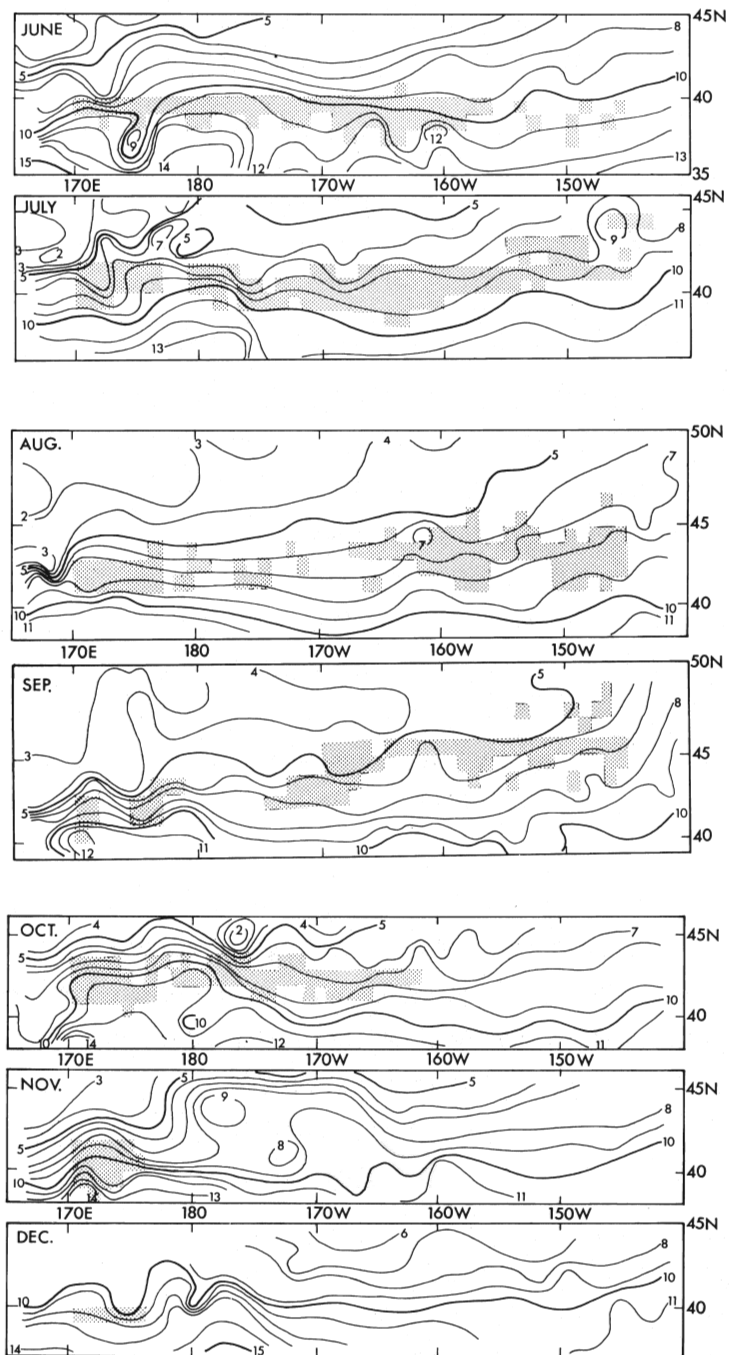 JUNE 5 8 45N
5 10 40
10 9 12
15 14 12 13 35
170E 180 170W 160W 150W
JULY 5 45N
7 5 9 8
3 2
3
5 10 40
10 11
13
AUG. 3 4 5 50N
7
2 45
7
3
5
10 10 40
11 11
170E 180 170W 160W 150W
SEP. 4 5 50N
8
3 45
5 10
12 11 10 40
OCT. 4 2 4 5 7 45N
5
10
10 40
10 14 12 11
170E 180 170W 160W 150W
NOV. 3 5 5 45N
9 8
5 8 10
40
10 14 13 11
170E 180 170W 160W 150W
DEC. 6 45N
8
10
10 11 40
14 15